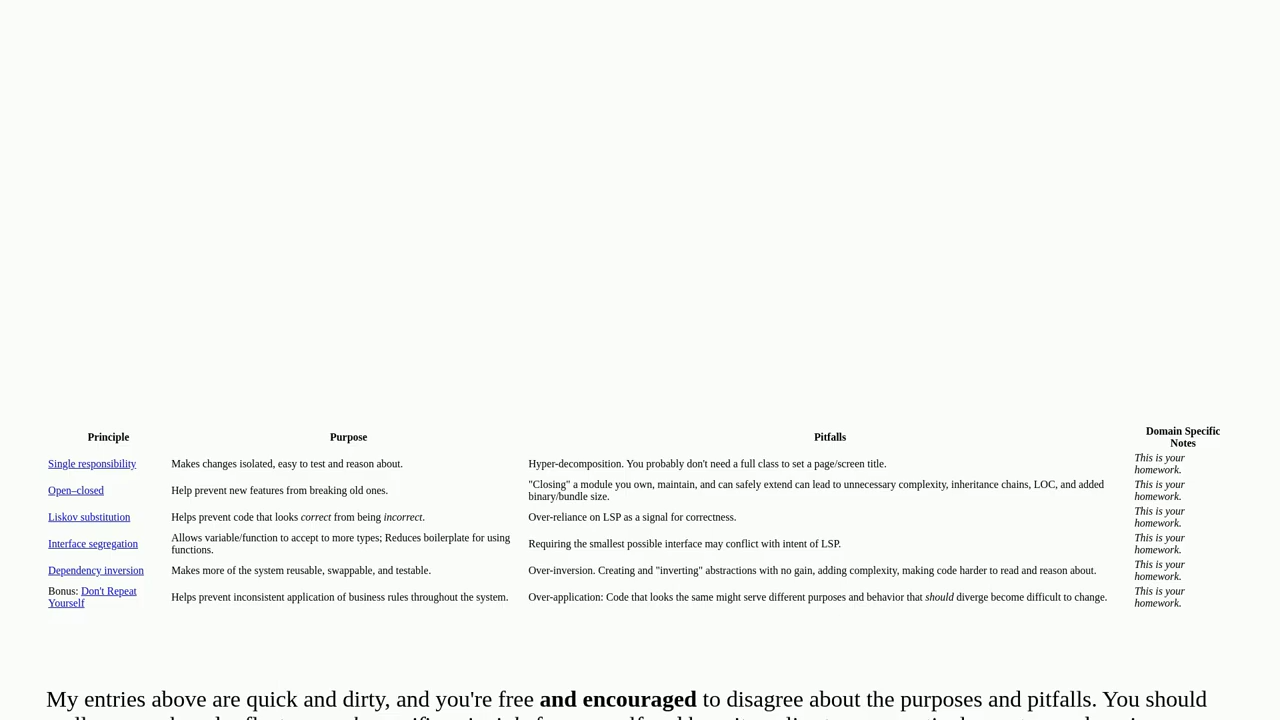 Principle Purpose Pitfalls Domain Specific
Notes
Single responsibility Makes changes isolated, easy to test and reason about. Hyper-decomposition. You probably don't need a full class to set a page/screen title. This is your
homework.
Open–closed Help prevent new features from breaking old ones. "Closing" a module you own, maintain, and can safely extend can lead to unnecessary complexity, inheritance chains, LOC, and added This is your
binary/bundle size. homework.
Liskov substitution Helps prevent code that looks correct from being incorrect. Over-reliance on LSP as a signal for correctness. This is your
homework.
Interface segregation Allows variable/function to accept to more types; Reduces boilerplate for using Requiring the smallest possible interface may conflict with intent of LSP. This is your
functions. homework.
Dependency inversion Makes more of the system reusable, swappable, and testable. Over-inversion. Creating and "inverting" abstractions with no gain, adding complexity, making code harder to read and reason about. This is your
homework.
Bonus: Don't Repeat Helps prevent inconsistent application of business rules throughout the system. Over-application: Code that looks the same might serve different purposes and behavior that should diverge become difficult to change. This is your
Yourself homework.
My entries above are quick and dirty, and you're free and encouraged to disagree about the purposes and pitfalls. You should